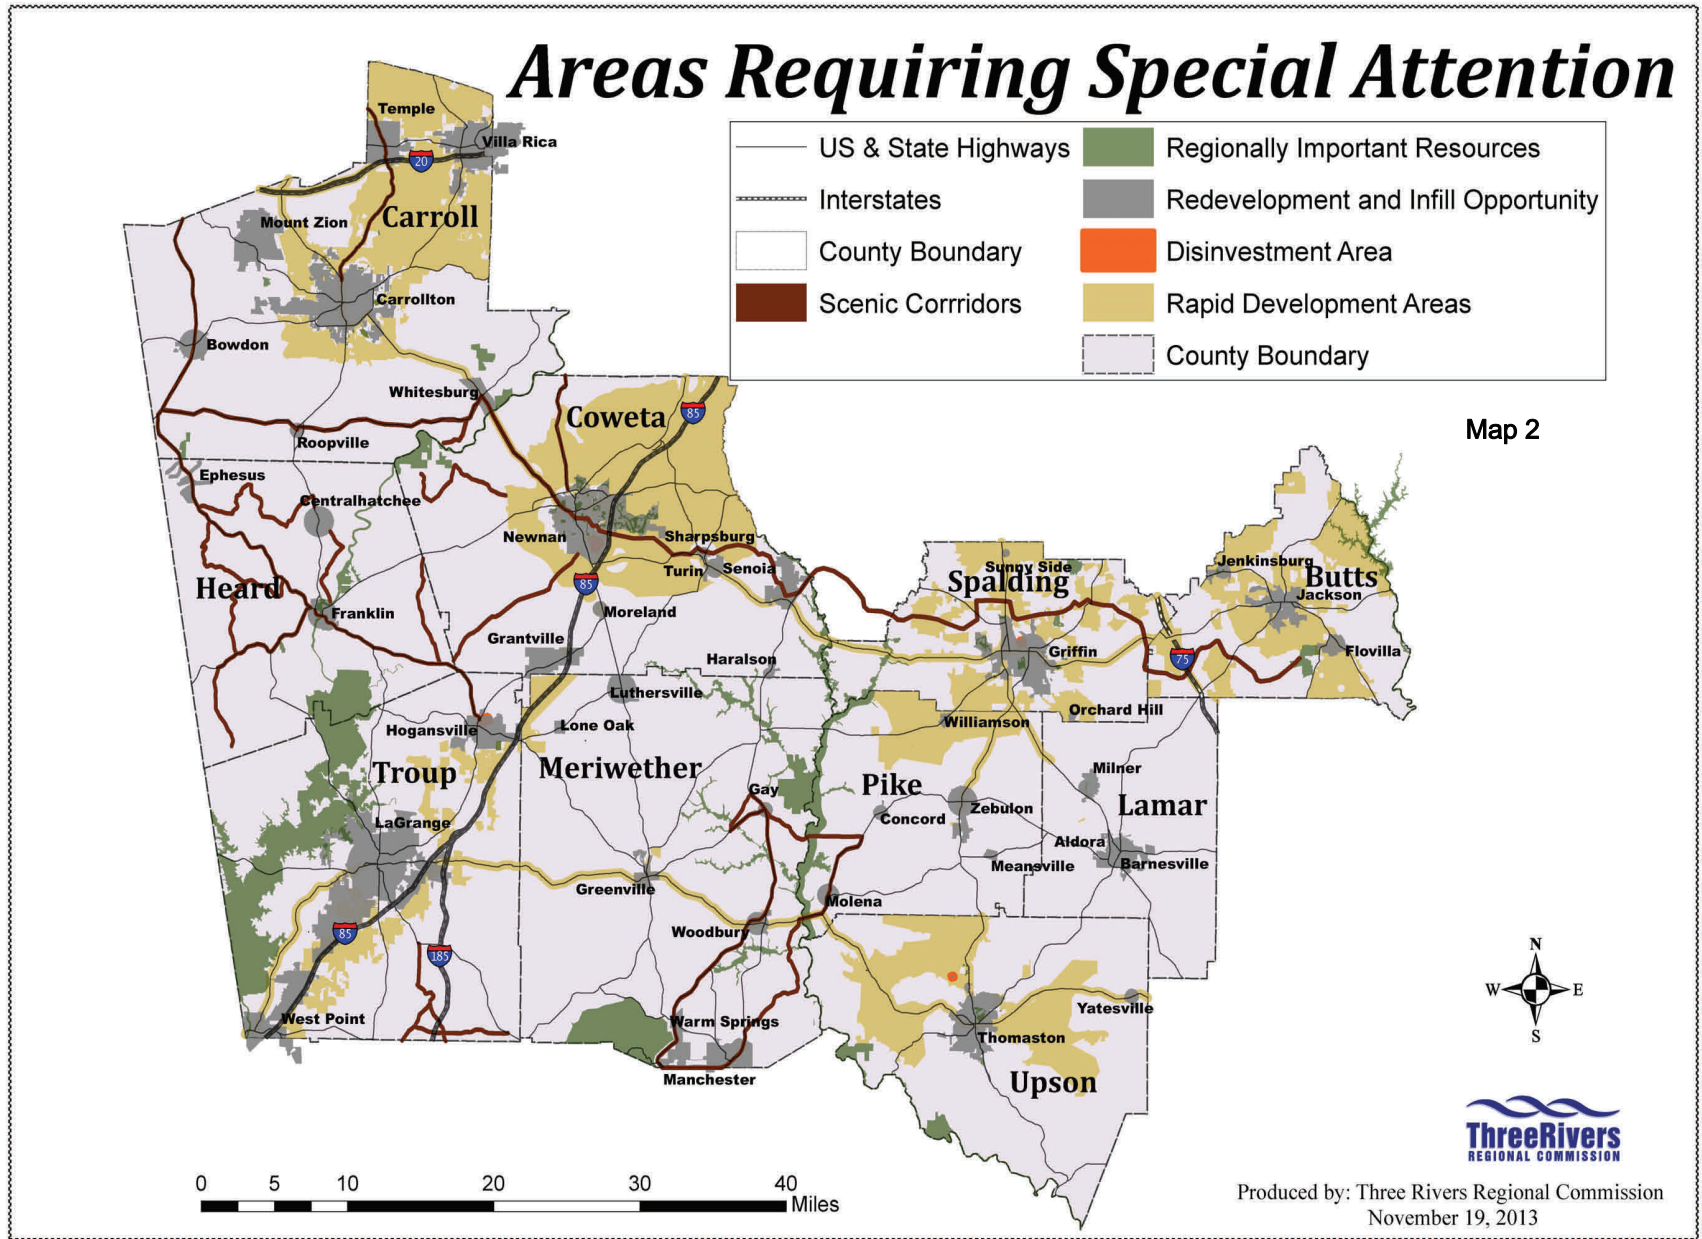 Areas Requiring Special Attention
US & State Highways
Interstates
County Boundary
Scenic Corrridors
Regionally Important Resources
Redevelopment and Infill Opportunity
Disinvestment Area
Rapid Development Areas
County Boundary
Map 2
Temple
Villa Rica
20
Carroll
Mount Zion
Carrollton
Bowdon
Whitesburg
Roopville
Coweta
85
Ephesus
Centralhatchee
Newnan
Sharpsburg
Turin
Senoia
85
Heard
Franklin
Moreland
Grantville
Haralson
Sunny Side
Spalding
Griffin
Orchard Hill
Jenkinsburg
Butts
Jackson
Flovilla
75
Luthersville
Lone Oak
Hogansville
Troup
Meriwether
LaGrange
Gay
Greenville
Woodbury
Williamson
Pike
Concord
Zebulon
Meansville
Molena
Milner
Lamar
Aldora
Barnesville
85
185
West Point
Warm Springs
Manchester
Yatesville
Thomaston
Upson
N
W
E
S
ThreeRivers
REGIONAL COMMISSION
0 5 10 20 30 40
Miles
Produced by: Three Rivers Regional Commission
November 19, 2013